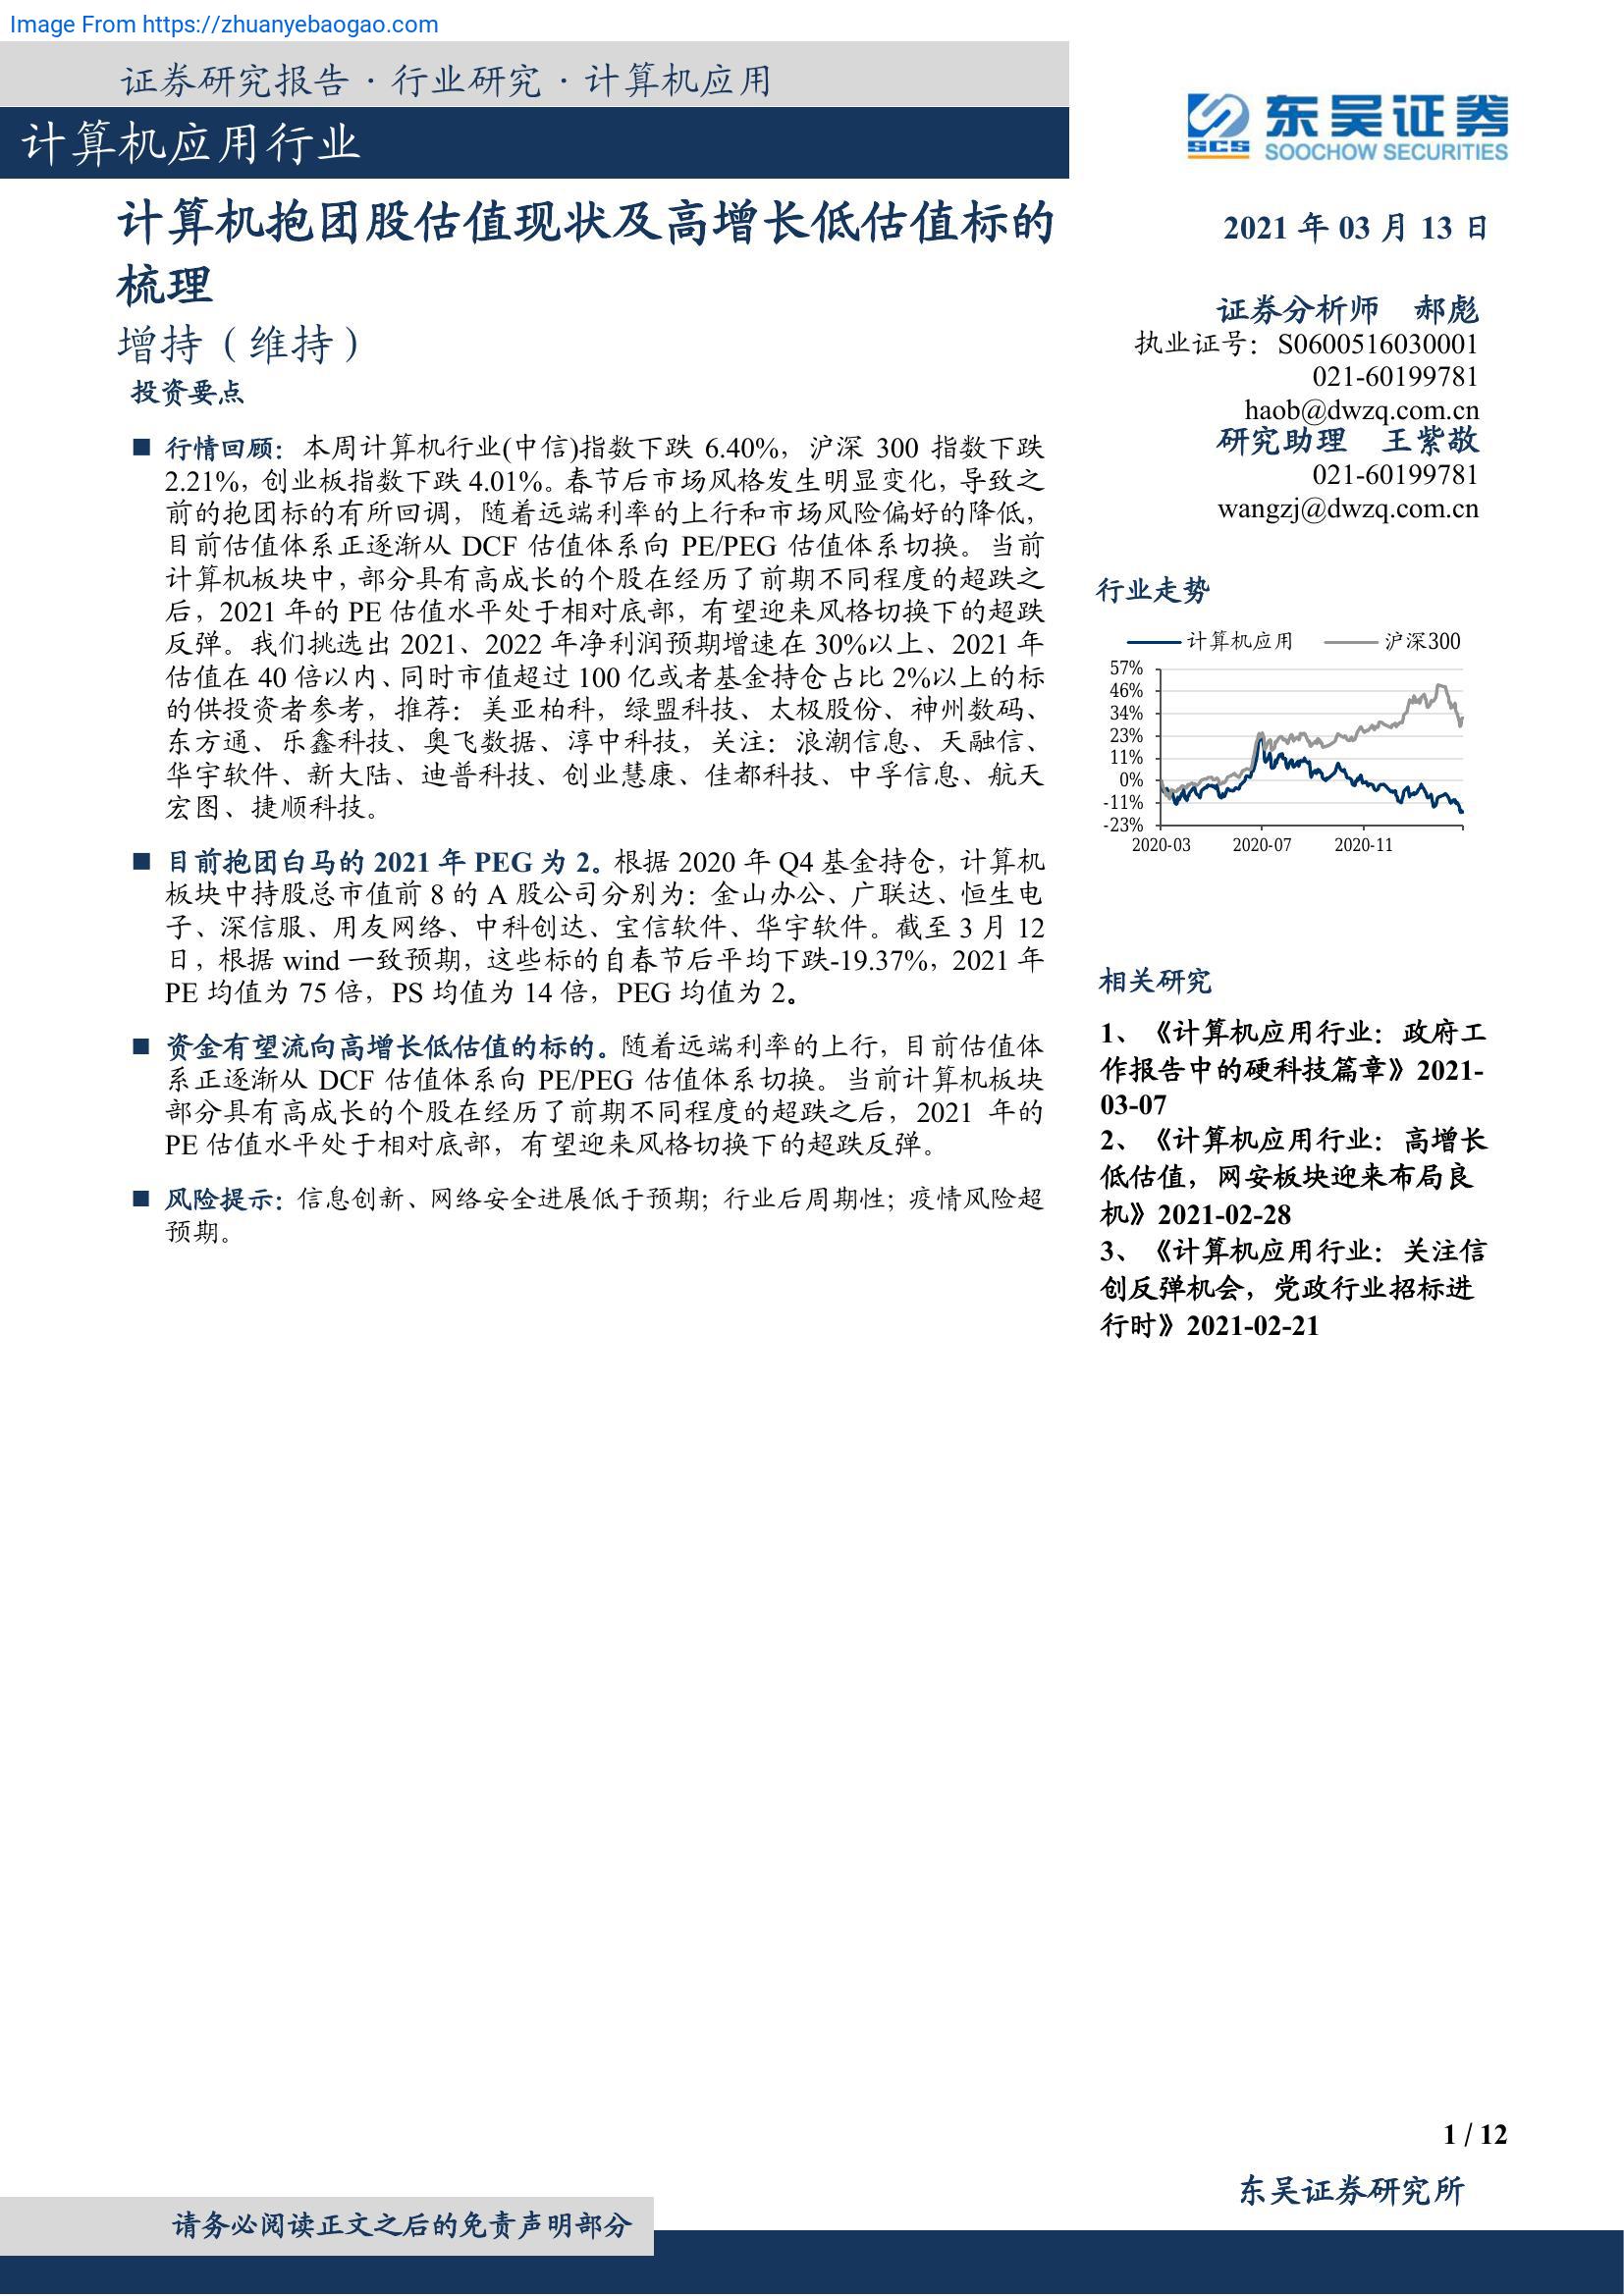 Image From https://zhuanyebaogao.com
证券研究报告·行业研究·计算机应用
计算机应用行业
SCS 东吴证券
SOOCHOW SECURITIES
计算机抱团股估值现状及高增长低估值标的
梳理
增持（维持）
投资要点
■ 行情回顾：本周计算机行业(中信)指数下跌 6.40%，沪深 300 指数下跌
2.21%，创业板指数下跌 4.01%。春节后市场风格发生明显变化，导致之
前的抱团标的有所回调，随着远端利率的上行和市场风险偏好的降低，
目前估值体系正逐渐从 DCF 估值体系向 PE/PEG 估值体系切换。当前
计算机板块中，部分具有高成长的个股在经历了前期不同程度的超跌之
后，2021 年的 PE 估值水平处于相对底部，有望迎来风格切换下的超跌
反弹。我们挑选出 2021、2022 年净利润预期增速在 30%以上、2021 年
估值在 40 倍以内、同时市值超过 100 亿或者基金持仓占比 2%以上的标
的供投资者参考，推荐：美亚柏科，绿盟科技、太极股份、神州数码、
东方通、乐鑫科技、奥飞数据、淳中科技，关注：浪潮信息、天融信、
华宇软件、新大陆、迪普科技、创业慧康、佳都科技、中孚信息、航天
宏图、捷顺科技。
■ 目前抱团白马的 2021 年 PEG 为 2。根据 2020 年 Q4 基金持仓，计算机
板块中持股总市值前 8 的 A 股公司分别为：金山办公、广联达、恒生电
子、深信服、用友网络、中科创达、宝信软件、华宇软件。截至 3 月 12
日，根据 wind 一致预期，这些标的自春节后平均下跌-19.37%，2021 年
PE 均值为 75 倍，PS 均值为 14 倍，PEG 均值为 2。
■ 资金有望流向高增长低估值的标的。随着远端利率的上行，目前估值体
系正逐渐从 DCF 估值体系向 PE/PEG 估值体系切换。当前计算机板块
部分具有高成长的个股在经历了前期不同程度的超跌之后，2021 年的
PE 估值水平处于相对底部，有望迎来风格切换下的超跌反弹。
■ 风险提示：信息创新、网络安全进展低于预期；行业后周期性；疫情风险超
预期。
2021 年 03 月 13 日
证券分析师 郝彪
执业证号：S0600516030001
021-60199781
haob@dwzq.com.cn
研究助理 王紫敬
021-60199781
wangzj@dwzq.com.cn
行业走势
计算机应用 沪深300
57%
46%
34%
23%
11%
0%
-11%
-23%
2020-03 2020-07 2020-11
相关研究
1、《计算机应用行业：政府工
作报告中的硬科技篇章》2021-
03-07
2、《计算机应用行业：高增长
低估值，网安板块迎来布局良
机》2021-02-28
3、《计算机应用行业：关注信
创反弹机会，党政行业招标进
行时》2021-02-21
1 / 12
东吴证券研究所
请务必阅读正文之后的免责声明部分